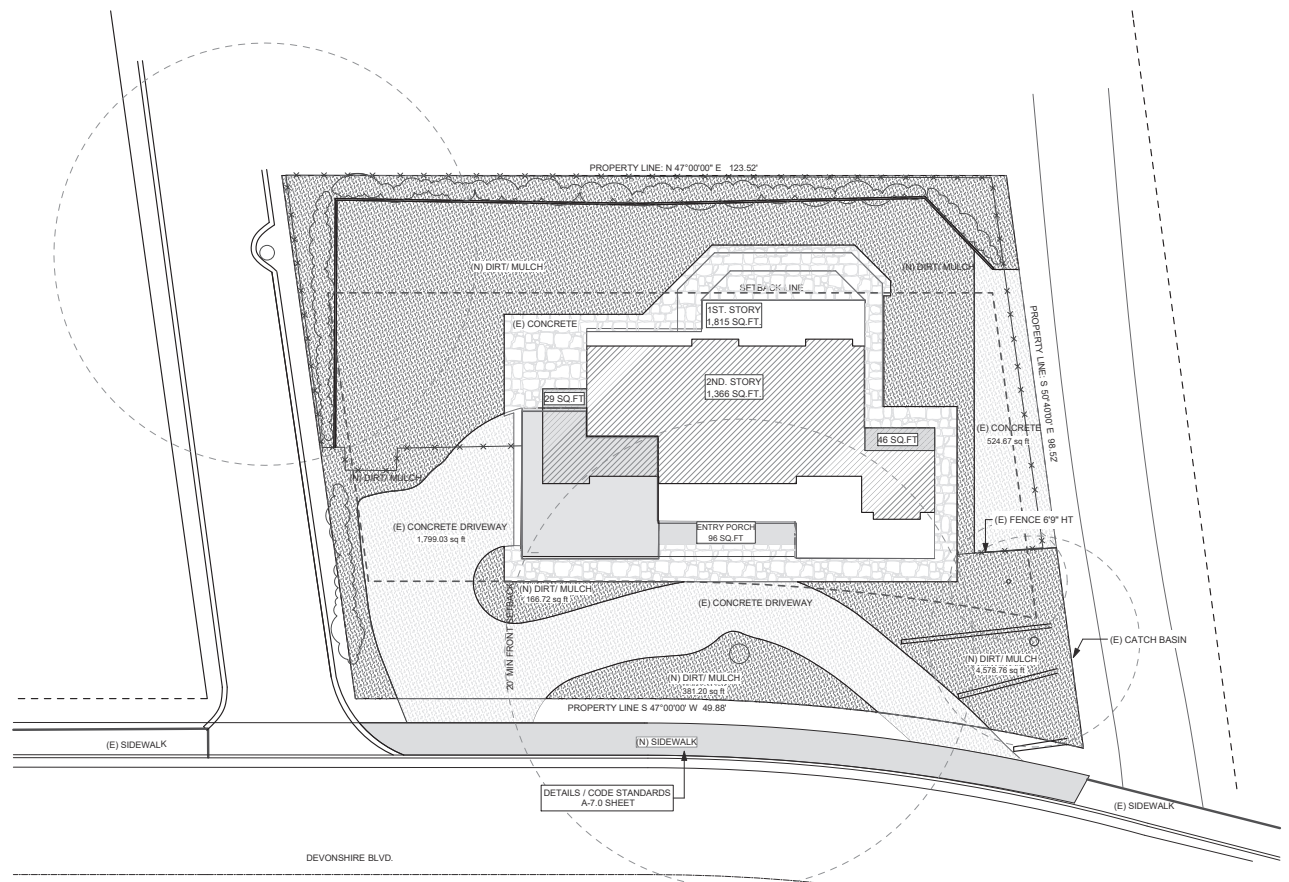 PROPERTY LINE: N 47°00'00" E 123.52'
(N) DIRT/ MULCH
(N) DIRT/ MULCH
SETBACK LINE
1ST. STORY
1,815 SQ.FT.
(E) CONCRETE
PROPERTY LINE: S 50°40'00' E 98.52'
2ND. STORY
1,366 SQ.FT.
29 SQ.FT
46 SQ.FT
(E) CONCRETE
524.67 sq ft
(N) DIRT/ MULCH
(E) FENCE 6'9" HT
(E) CONCRETE DRIVEWAY
1,799.03 sq ft
ENTRY PORCH
96 SQ.FT
(N) DIRT/ MULCH
166.72 sq ft
(E) CONCRETE DRIVEWAY
20' MIN FRONT SETBACK
(E) CATCH BASIN
(N) DIRT/ MULCH
4,578.76 sq ft
(N) DIRT/ MULCH
381.20 sq ft
PROPERTY LINE S 47°00'00' W 49.88'
(E) SIDEWALK
(N) SIDEWALK
DETAILS / CODE STANDARDS
A-7.0 SHEET
(E) SIDEWALK
DEVONSHIRE BLVD.